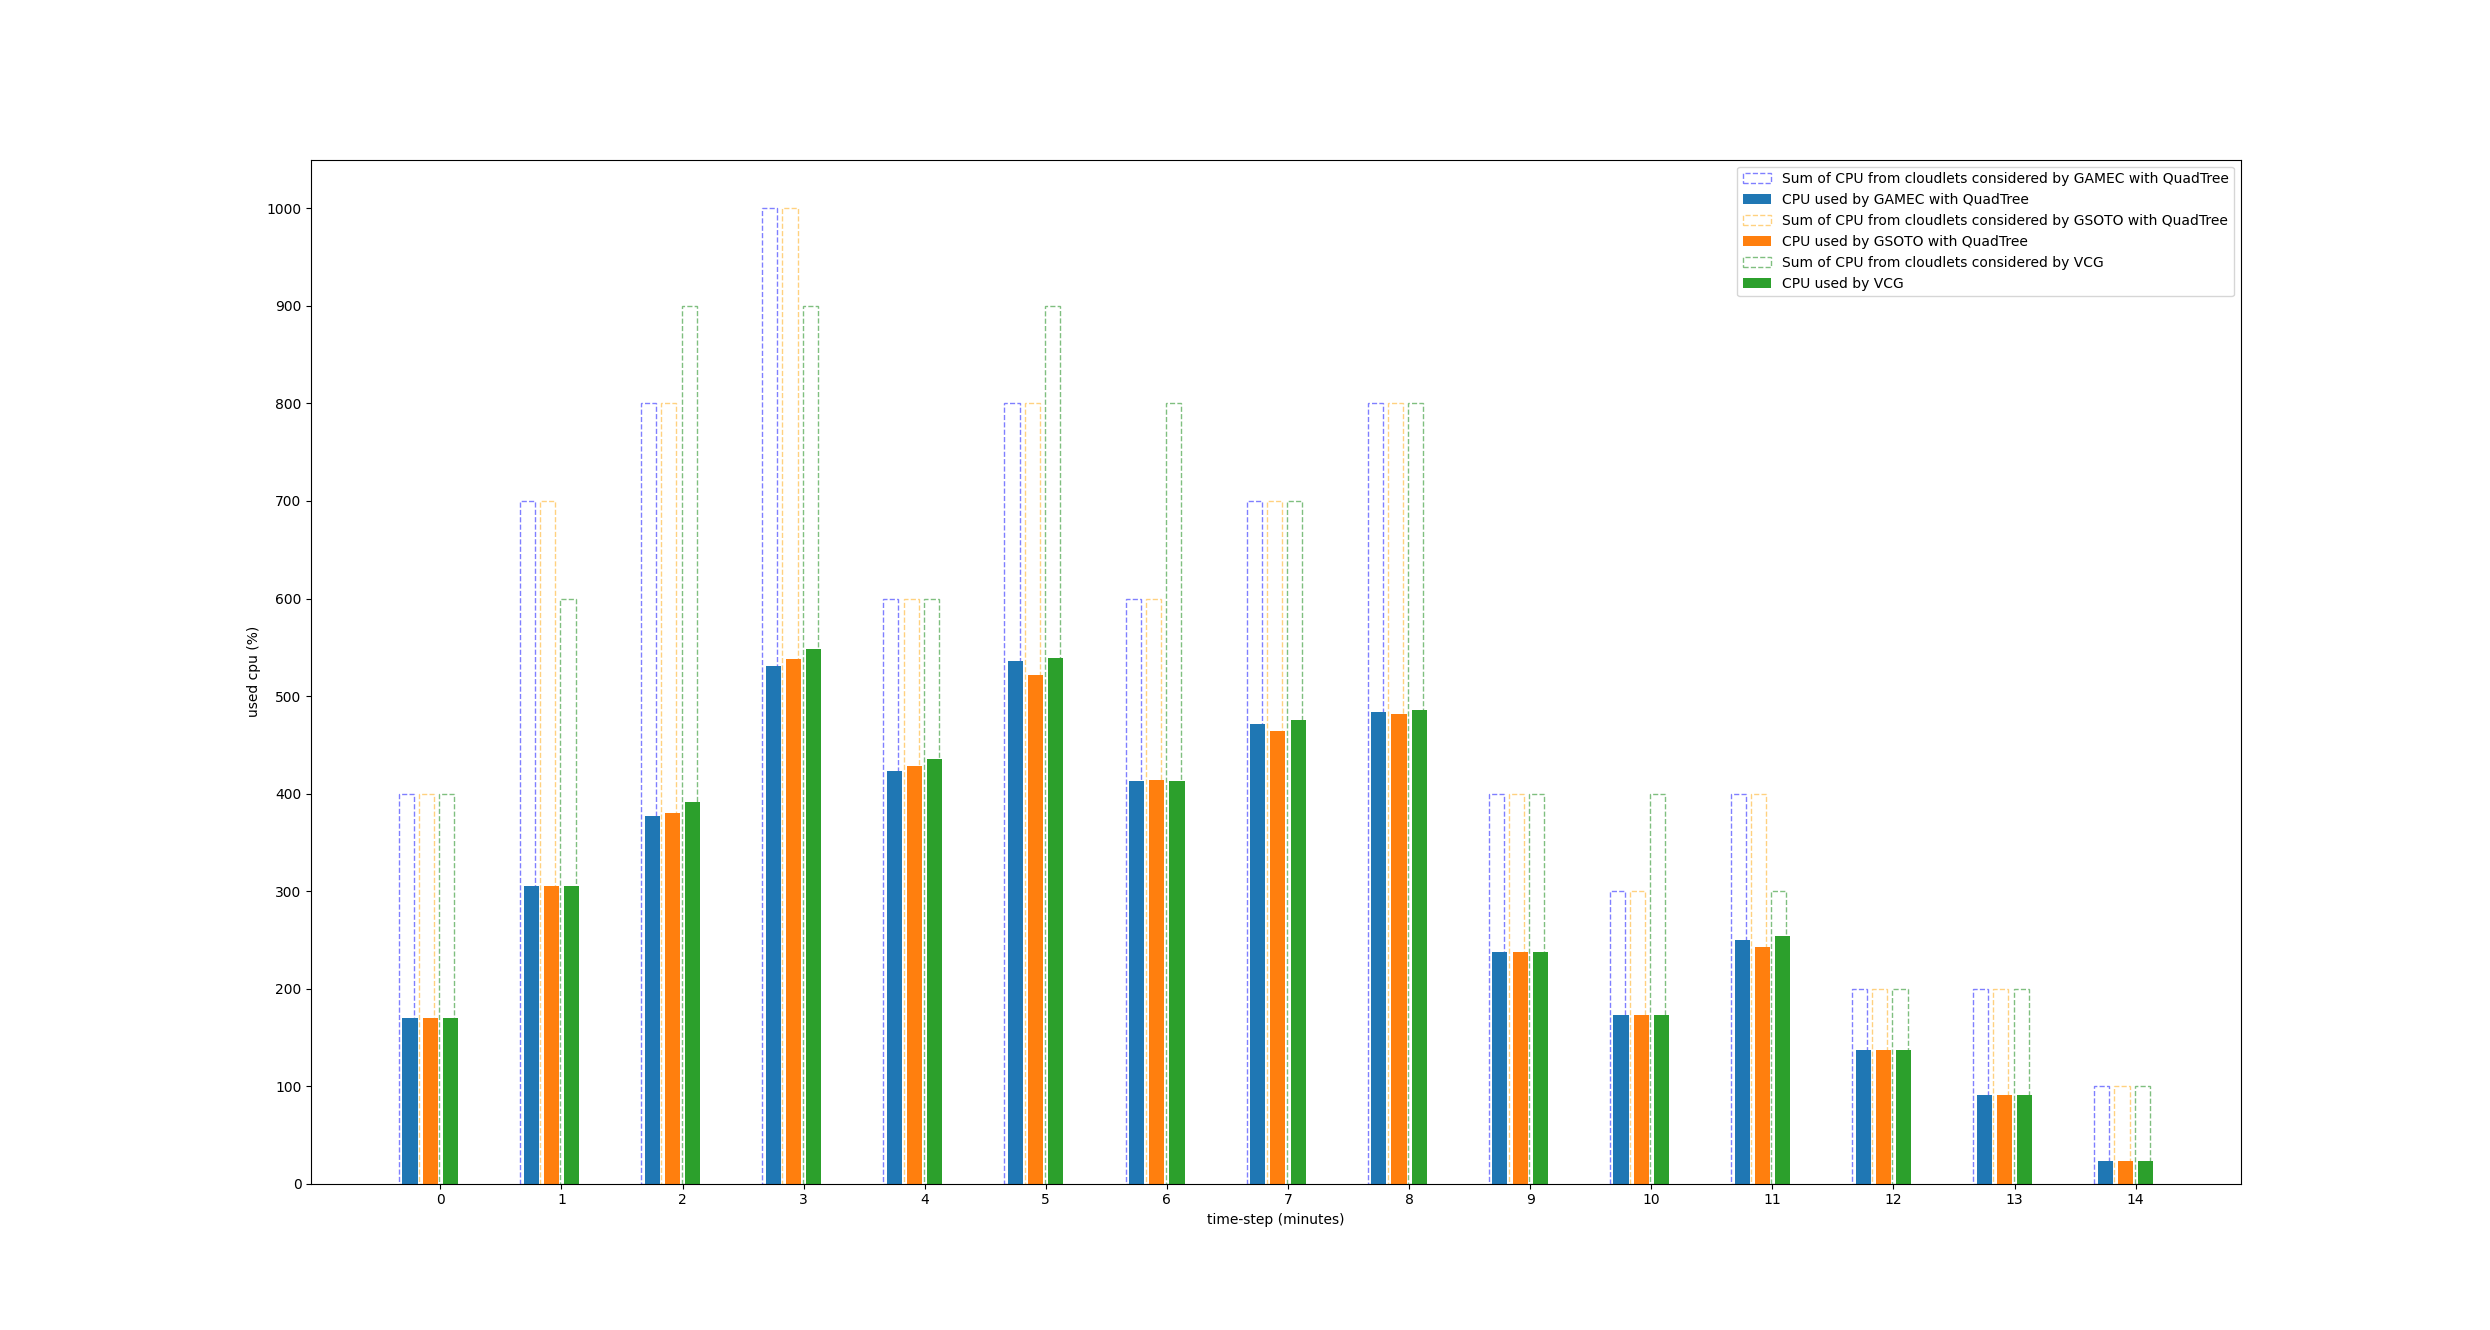 Sum of CPU from cloudlets considered by GAMEC with QuadTree
CPU used by GAMEC with QuadTree
Sum of CPU from cloudlets considered by GSOTO with QuadTree
CPU used by GSOTO with QuadTree
Sum of CPU from cloudlets considered by VCG
CPU used by VCG
1000
900
800
700
600
500
400
300
200
100
0
used cpu (%)
0 1 2 3 4 5 6 7 8 9 10 11 12 13 14
time-step (minutes)